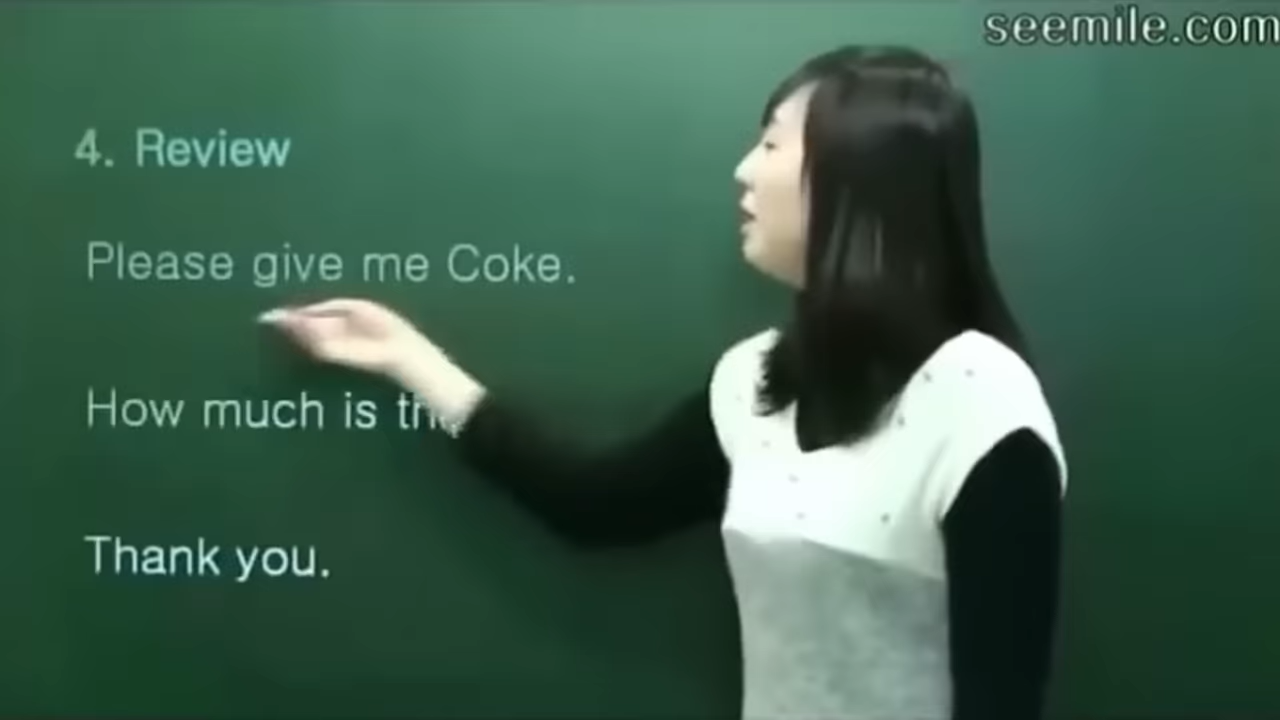 seemile.com
4. Review
Please give me Coke.
How much is
Thank you.